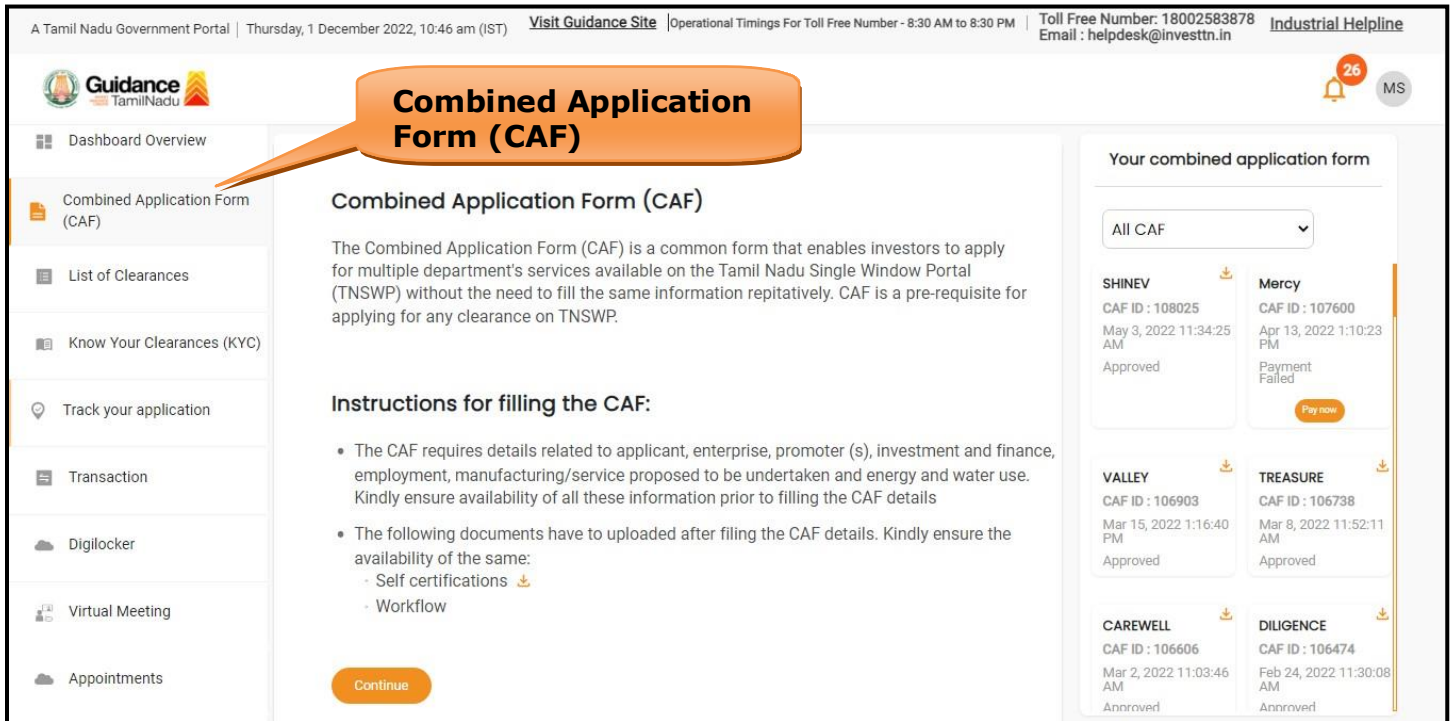 A Tamil Nadu Government Portal | Thursday, 1 December 2022, 10:46 am (IST) Visit Guidance Site | Operational Timings For Toll Free Number - 8:30 AM to 8:30 PM | Toll Free Number: 18002583878 Industrial Helpline
Email : helpdesk@investtn.in
Guidance
TamilNadu
26
MS
Combined Application
Form (CAF)
Dashboard Overview
Combined Application Form
(CAF)
List of Clearances
Know Your Clearances (KYC)
Track your application
Transaction
Digilocker
Virtual Meeting
Appointments
Combined Application Form (CAF)
The Combined Application Form (CAF) is a common form that enables investors to apply
for multiple department's services available on the Tamil Nadu Single Window Portal
(TNSWP) without the need to fill the same information repitatively. CAF is a pre-requisite for
applying for any clearance on TNSWP.
Instructions for filling the CAF:
• The CAF requires details related to applicant, enterprise, promoter (s), investment and finance,
employment, manufacturing/service proposed to be undertaken and energy and water use.
Kindly ensure availability of all these information prior to filling the CAF details
• The following documents have to uploaded after filing the CAF details. Kindly ensure the
availability of the same:
· Self certifications
· Workflow
Continue
Your combined application form
All CAF
SHINEV
CAF ID : 108025
May 3, 2022 11:34:25
AM
Approved
Mercy
CAF ID : 107600
Apr 13, 2022 1:10:23
PM
Payment
Failed
Pay now
VALLEY
CAF ID : 106903
Mar 15, 2022 1:16:40
PM
Approved
TREASURE
CAF ID : 106738
Mar 8, 2022 11:52:11
AM
Approved
CAREWELL
CAF ID : 106606
Mar 2, 2022 11:03:46
AM
Approved
DILIGENCE
CAF ID : 106474
Feb 24, 2022 11:30:08
AM
Approved